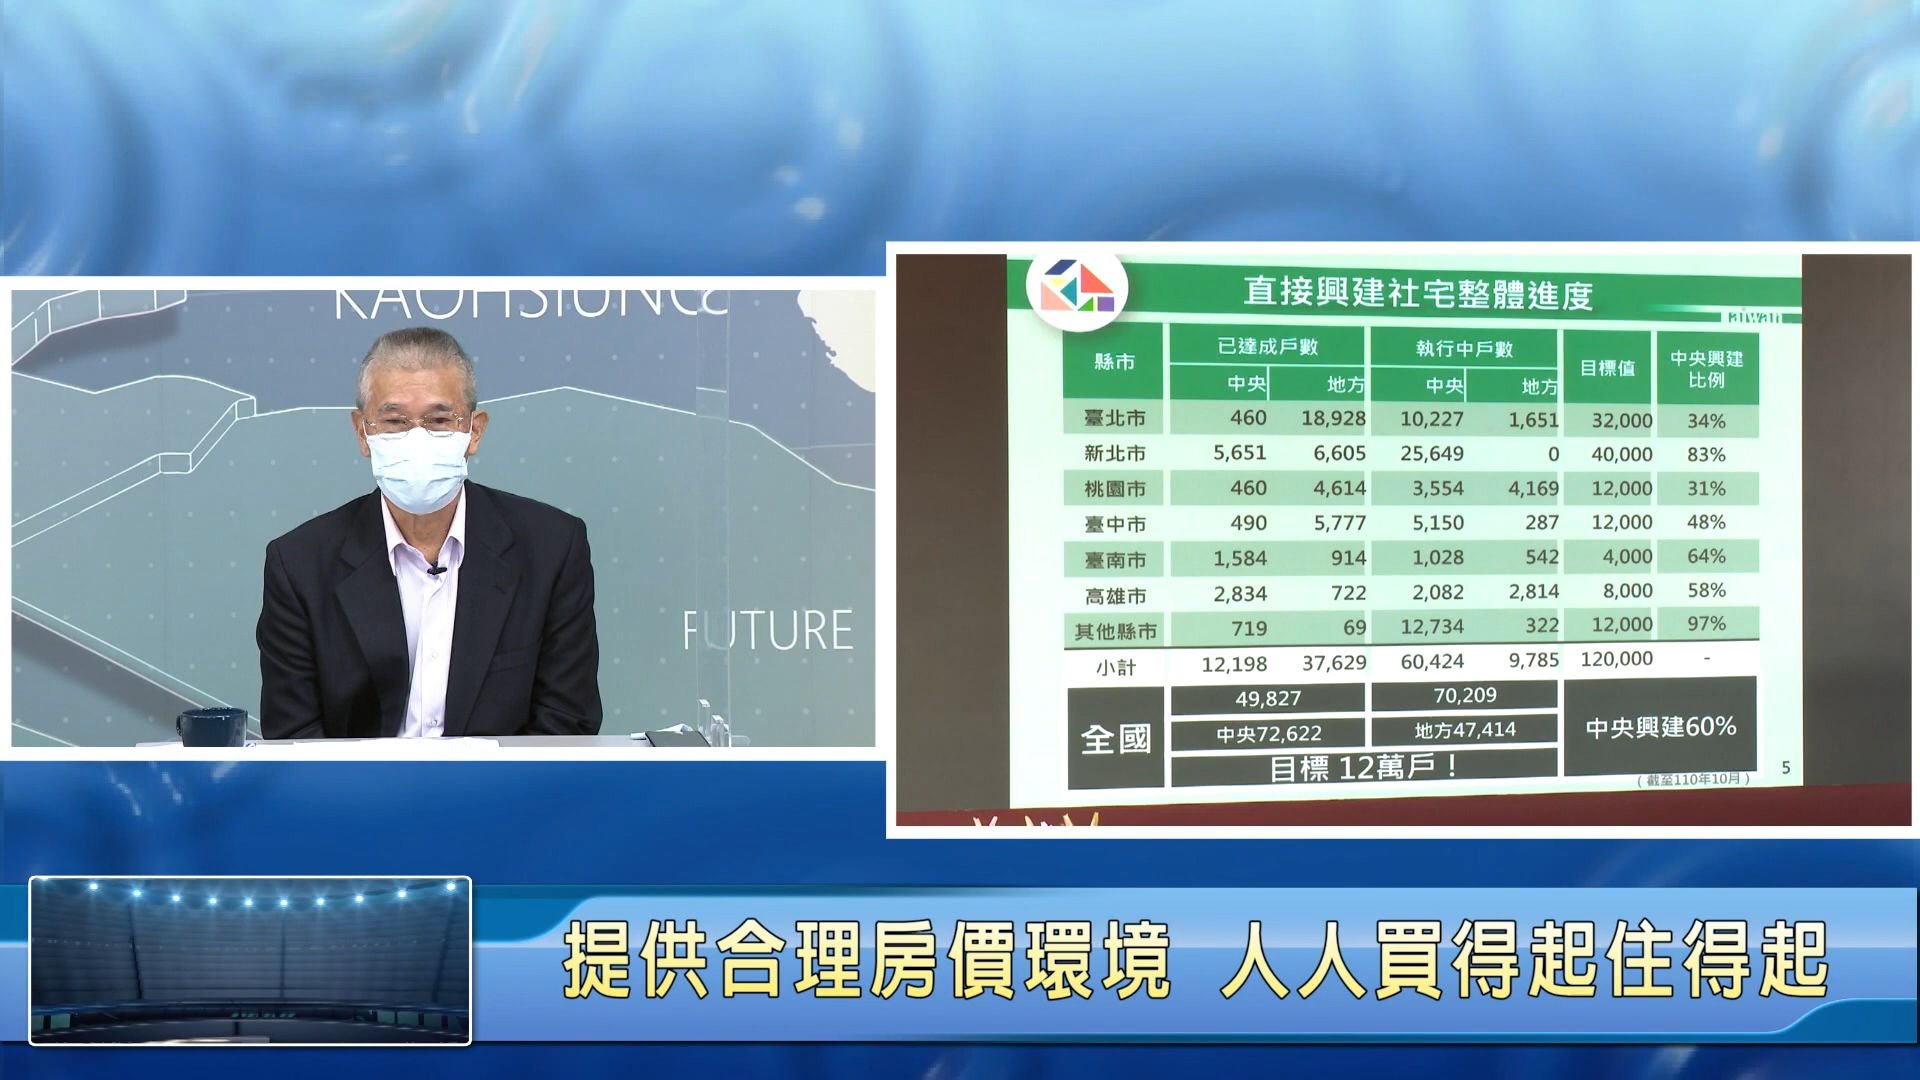 KAOHSIUNG
FUTURE
直接興建社宅整體進度
Taiwan
縣市 已達成戶數 執行中戶數 目標值 中央興建比例
中央 地方 中央 地方
臺北市 460 18,928 10,227 1,651 32,000 34%
新北市 5,651 6,605 25,649 0 40,000 83%
桃園市 460 4,614 3,554 4,169 12,000 31%
臺中市 490 5,777 5,150 287 12,000 48%
臺南市 1,584 914 1,028 542 4,000 64%
高雄市 2,834 722 2,082 2,814 8,000 58%
其他縣市 719 69 12,734 322 12,000 97%
小計 12,198 37,629 60,424 9,785 120,000 -
全國 49,827 70,209 中央興建60%
中央72,622 地方47,414
目標 12萬戶！
（截至110年10月）
5
提供合理房價環境 人人買得起住得起